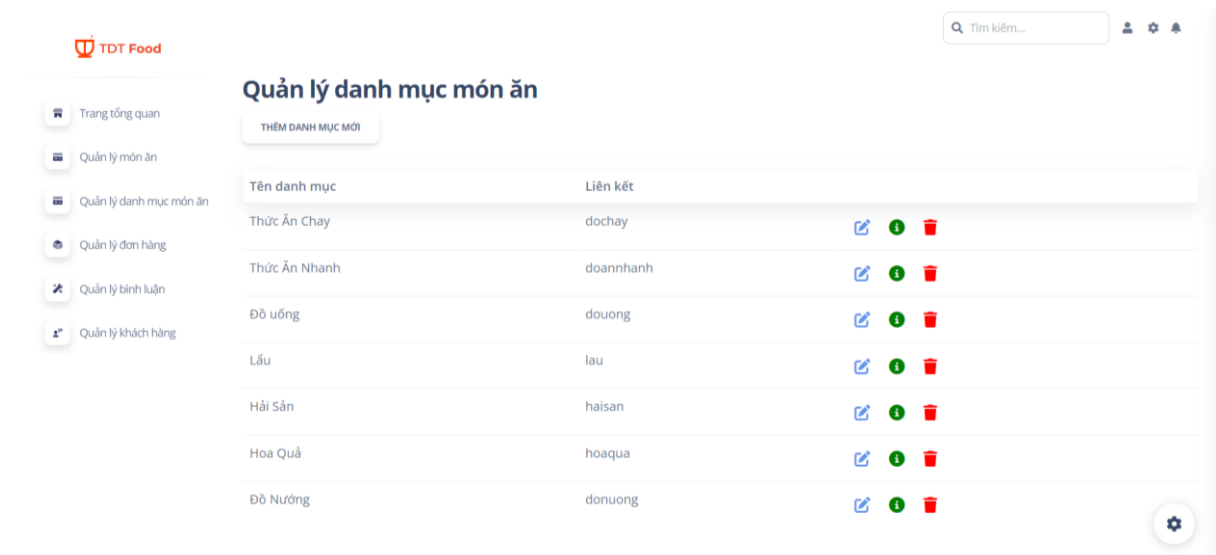 TDT Food
Tìm kiếm...
Quản lý danh mục món ăn
THÊM DANH MỤC MỚI
Trang tổng quan
Quản lý món ăn
Quản lý danh mục món ăn
Quản lý đơn hàng
Quản lý bình luận
Quản lý khách hàng
Tên danh mục Liên kết
Thức Ăn Chay dochay
Thức Ăn Nhanh doannhanh
Đồ uống douong
Lẩu lau
Hải Sản haisan
Hoa Quả hoaqua
Đồ Nướng donuong